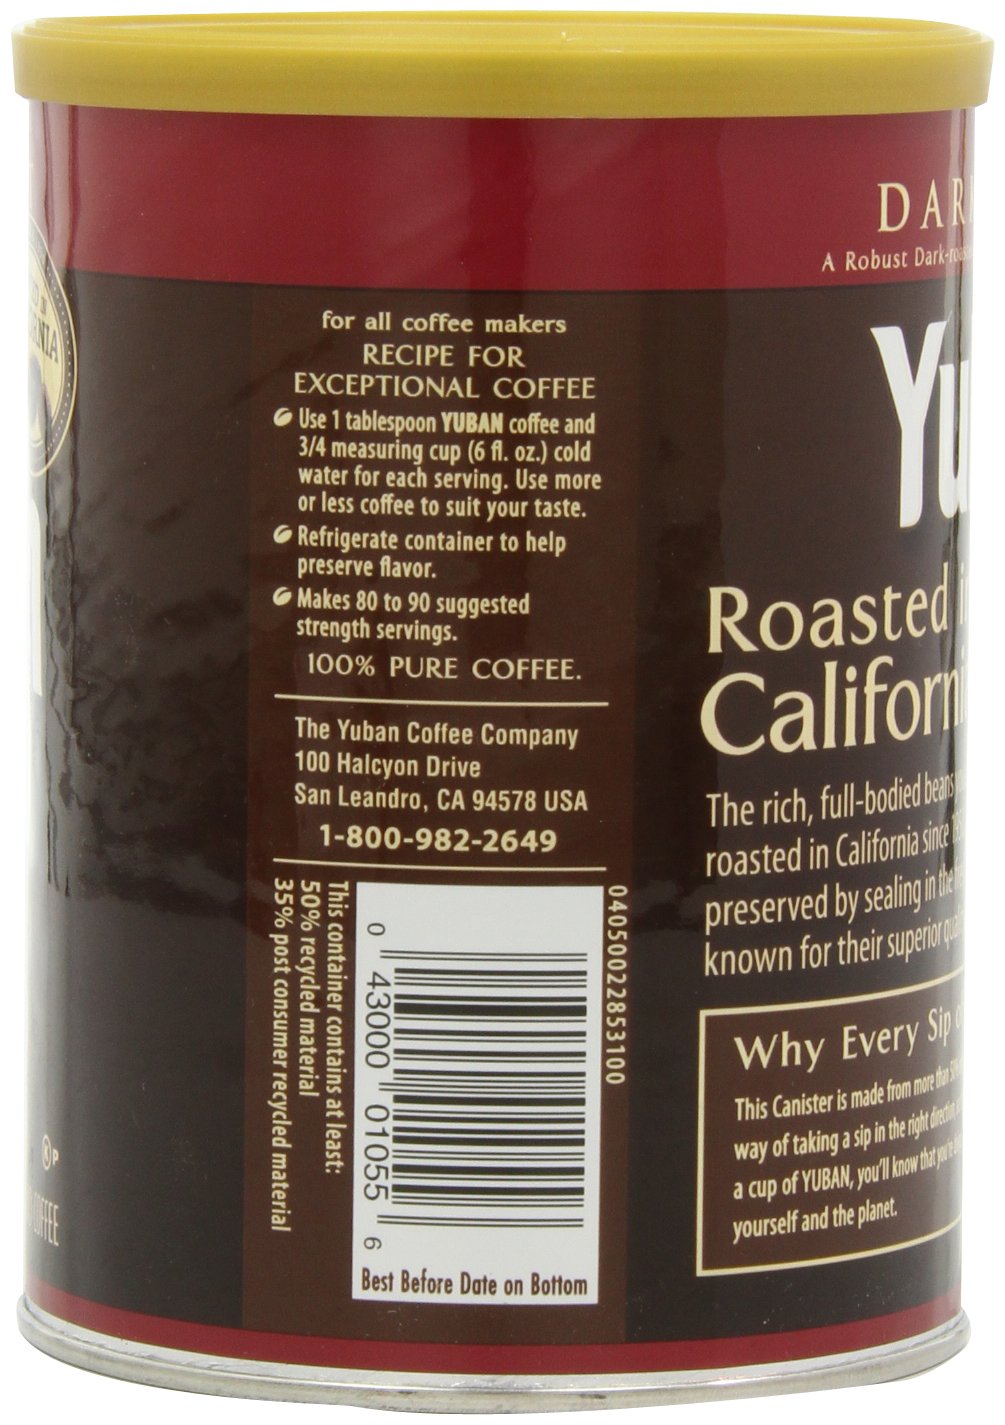 for all coffee makers
RECIPE FOR
EXCEPTIONAL COFFEE
Use 1 tablespoon YUBAN coffee and
3/4 measuring cup (6 fl. oz.) cold
water for each serving. Use more
or less coffee to suit your taste.
Refrigerate container to help
preserve flavor.
Makes 80 to 90 suggested
strength servings.
100% PURE COFFEE.
The Yuban Coffee Company
100 Halcyon Drive
San Leandro, CA 94578 USA
1-800-982-2649
This container contains at least:
50% recycled material
35% post consumer recycled material
0 43000 01055 6
040500022853100
Best Before Date on Bottom
A Robust
Yu
Roasted
The rich, full-bodied beans
roasted in California since
preserved by sealing in the
known for their superior
Why Every Sip
This Canister is made from more than
way of taking a sip in the right direction
a cup of YUBAN, you'll know that you're
yourself and the planet.
COFFEE